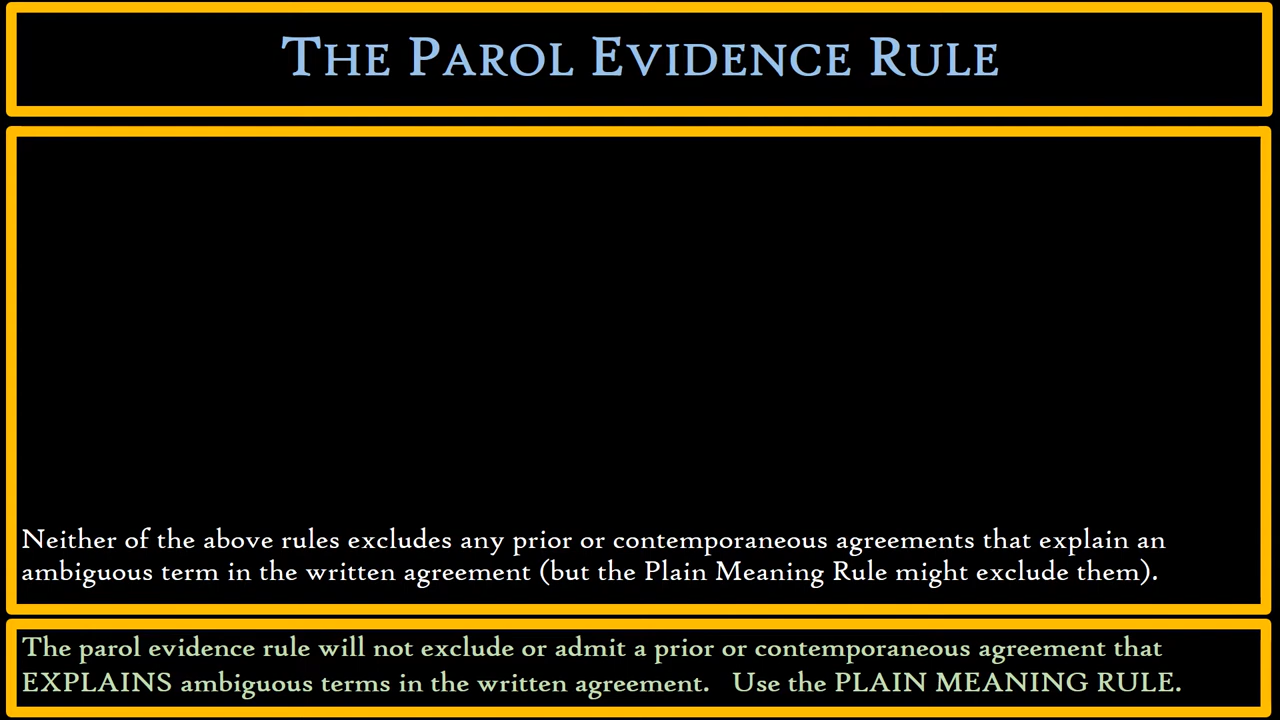 The Parol Evidence Rule
Neither of the above rules excludes any prior or contemporaneous agreements that explain an
ambiguous term in the written agreement (but the Plain Meaning Rule might exclude them).
The parol evidence rule will not exclude or admit a prior or contemporaneous agreement that
EXPLAINS ambiguous terms in the written agreement.   Use the PLAIN MEANING RULE.